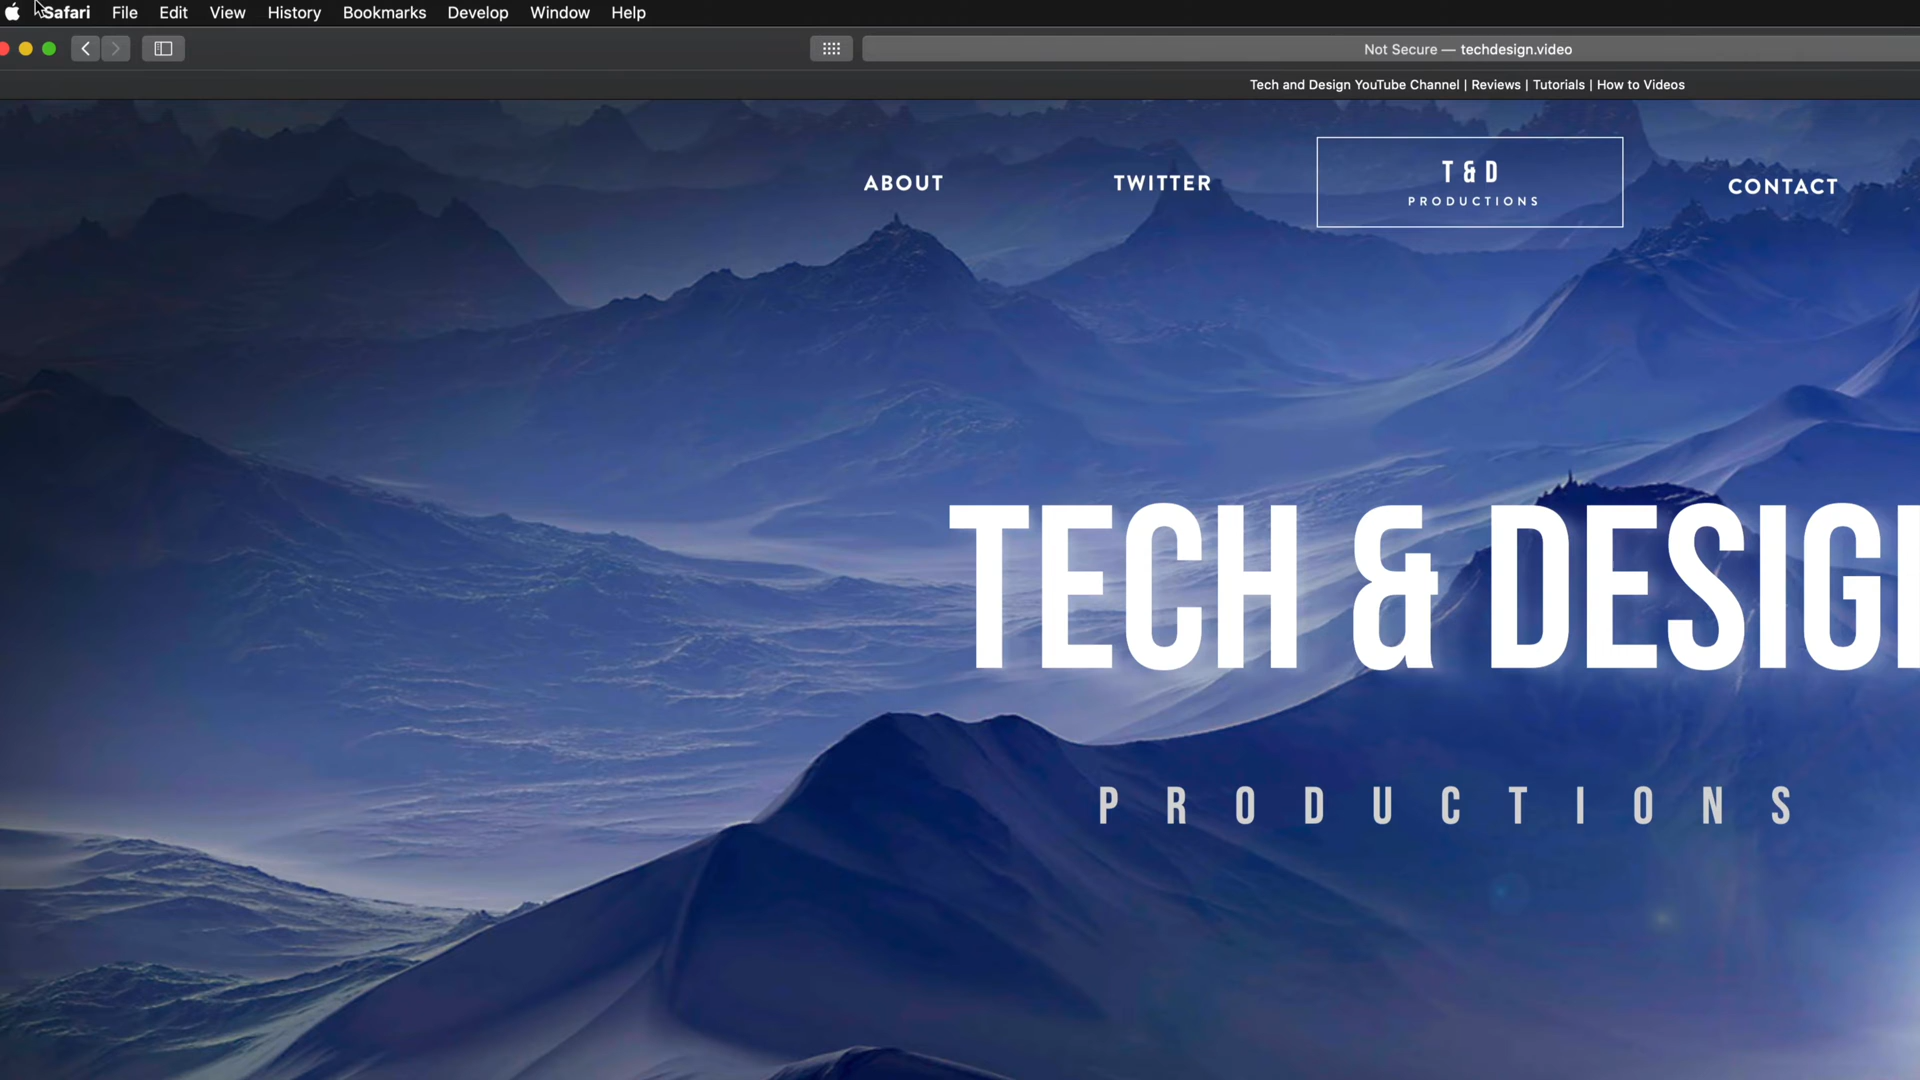 Safari File Edit View History Bookmarks Develop Window Help
Not Secure — techdesign.video
Tech and Design YouTube Channel | Reviews | Tutorials | How to Videos
ABOUT TWITTER T & D CONTACT
PRODUCTIONS
TECH & DESIG
PRODUCTIONS